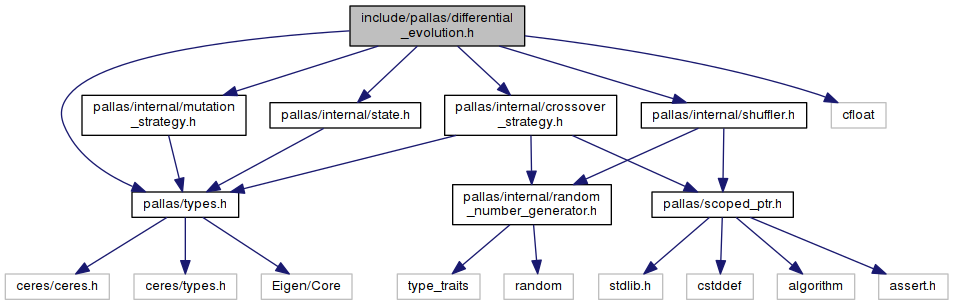 include/pallas/differential
_evolution.h
pallas/internal/mutation
_strategy.h
pallas/internal/state.h
pallas/internal/crossover
_strategy.h
pallas/internal/shuffler.h
cfloat
pallas/types.h
pallas/internal/random
_number_generator.h
pallas/scoped_ptr.h
ceres/ceres.h
ceres/types.h
Eigen/Core
type_traits
random
stdlib.h
cstddef
algorithm
assert.h